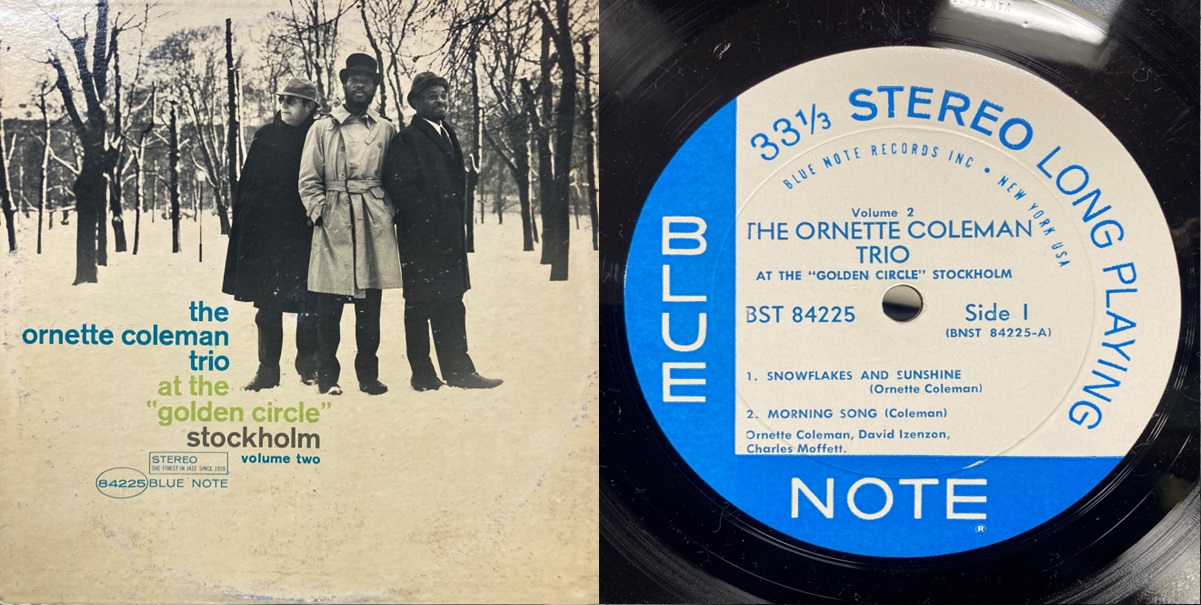 the
ornette coleman
trio
at the
"golden circle"
stockholm
volume two
STEREO
THE FINEST IN JAZZ SINCE 1939
84225 BLUE NOTE
33 1/3 STEREO LONG PLAYING
BLUE NOTE RECORDS INC • NEW YORK USA
Volume 2
THE ORNETTE COLEMAN
TRIO
AT THE "GOLDEN CIRCLE" STOCKHOLM
BST 84225
Side 1
(BNST 84225-A)
1. SNOWFLAKES AND SUNSHINE
(Ornette Coleman)
2. MORNING SONG (Coleman)
Ornette Coleman, David Izenzon,
Charles Moffett.
BLUE
NOTE
®